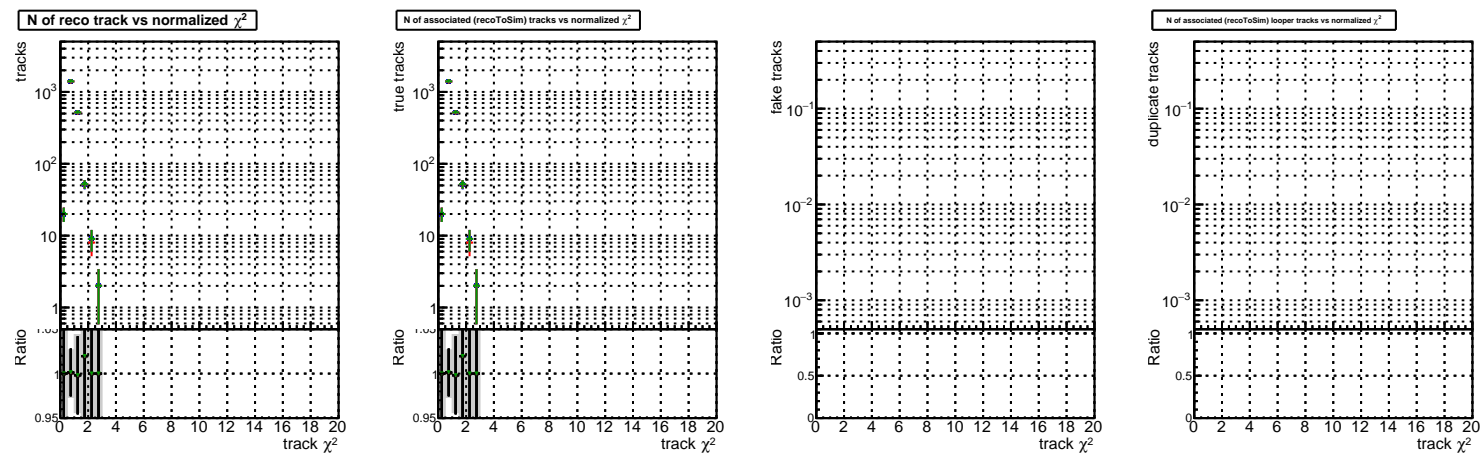 N of reco track vs normalized χ²
tracks
10³
10²
10
1
Ratio
1.05
1
0.95
0 2 4 6 8 10 12 14 16 18 20
track χ²
N of associated (recoToSim) tracks vs normalized χ²
true tracks
10³
10²
10
1
Ratio
1.05
1
0.95
0 2 4 6 8 10 12 14 16 18 20
track χ²
fake tracks
10⁻¹
10⁻²
10⁻³
Ratio
1
0.5
0
0 2 4 6 8 10 12 14 16 18 20
track χ²
N of associated (recoToSim) looper tracks vs normalized χ²
duplicate tracks
10⁻¹
10⁻²
10⁻³
Ratio
1
0.5
0
0 2 4 6 8 10 12 14 16 18 20
track χ²